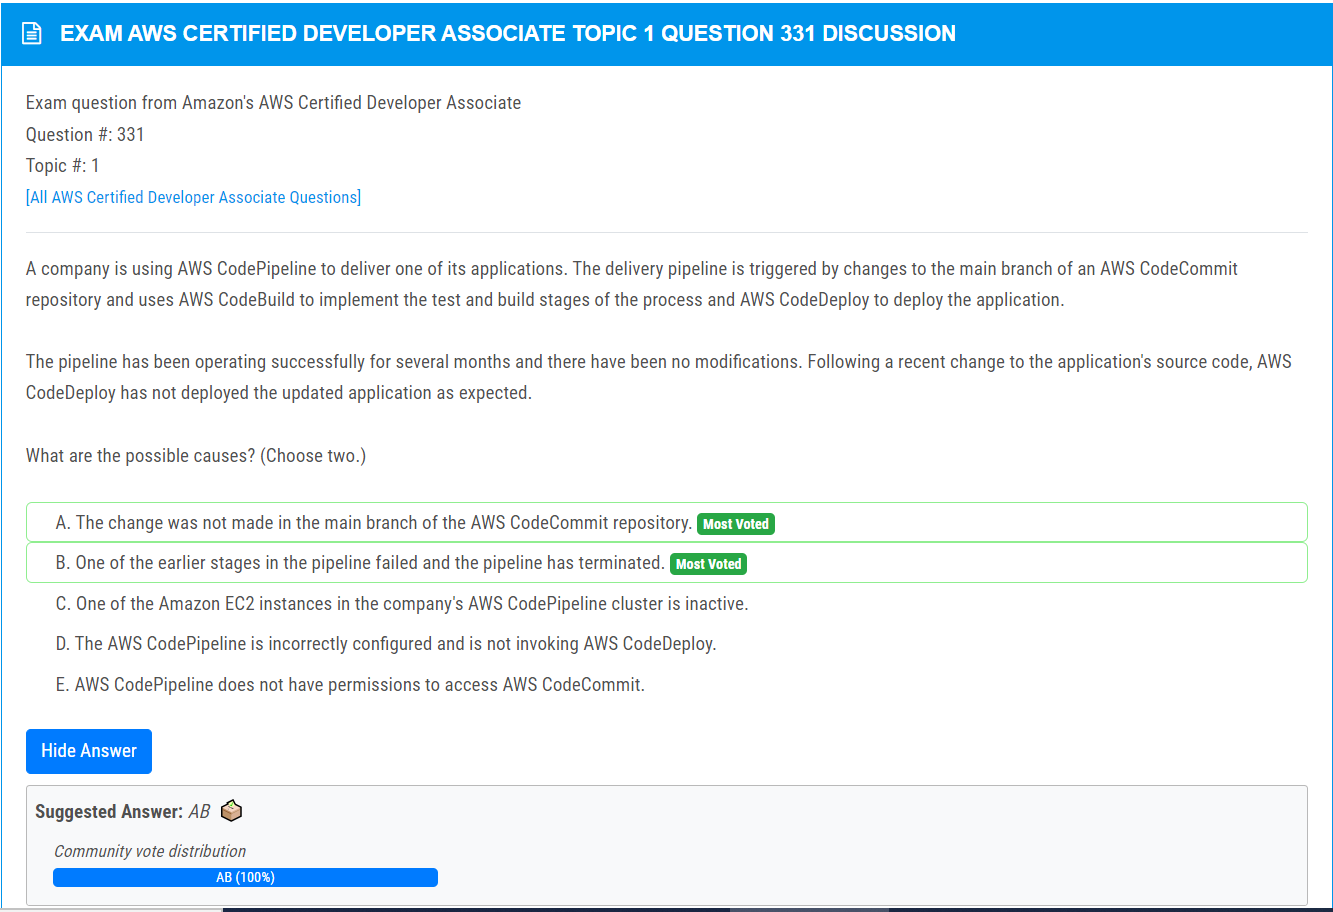 EXAM AWS CERTIFIED DEVELOPER ASSOCIATE TOPIC 1 QUESTION 331 DISCUSSION
Exam question from Amazon's AWS Certified Developer Associate
Question #: 331
Topic #: 1
[All AWS Certified Developer Associate Questions]
A company is using AWS CodePipeline to deliver one of its applications. The delivery pipeline is triggered by changes to the main branch of an AWS CodeCommit
repository and uses AWS CodeBuild to implement the test and build stages of the process and AWS CodeDeploy to deploy the application.
The pipeline has been operating successfully for several months and there have been no modifications. Following a recent change to the application's source code, AWS
CodeDeploy has not deployed the updated application as expected.
What are the possible causes? (Choose two.)
A. The change was not made in the main branch of the AWS CodeCommit repository. Most Voted
B. One of the earlier stages in the pipeline failed and the pipeline has terminated. Most Voted
C. One of the Amazon EC2 instances in the company's AWS CodePipeline cluster is inactive.
D. The AWS CodePipeline is incorrectly configured and is not invoking AWS CodeDeploy.
E. AWS CodePipeline does not have permissions to access AWS CodeCommit.
Hide Answer
Suggested Answer: AB
Community vote distribution
AB (100%)